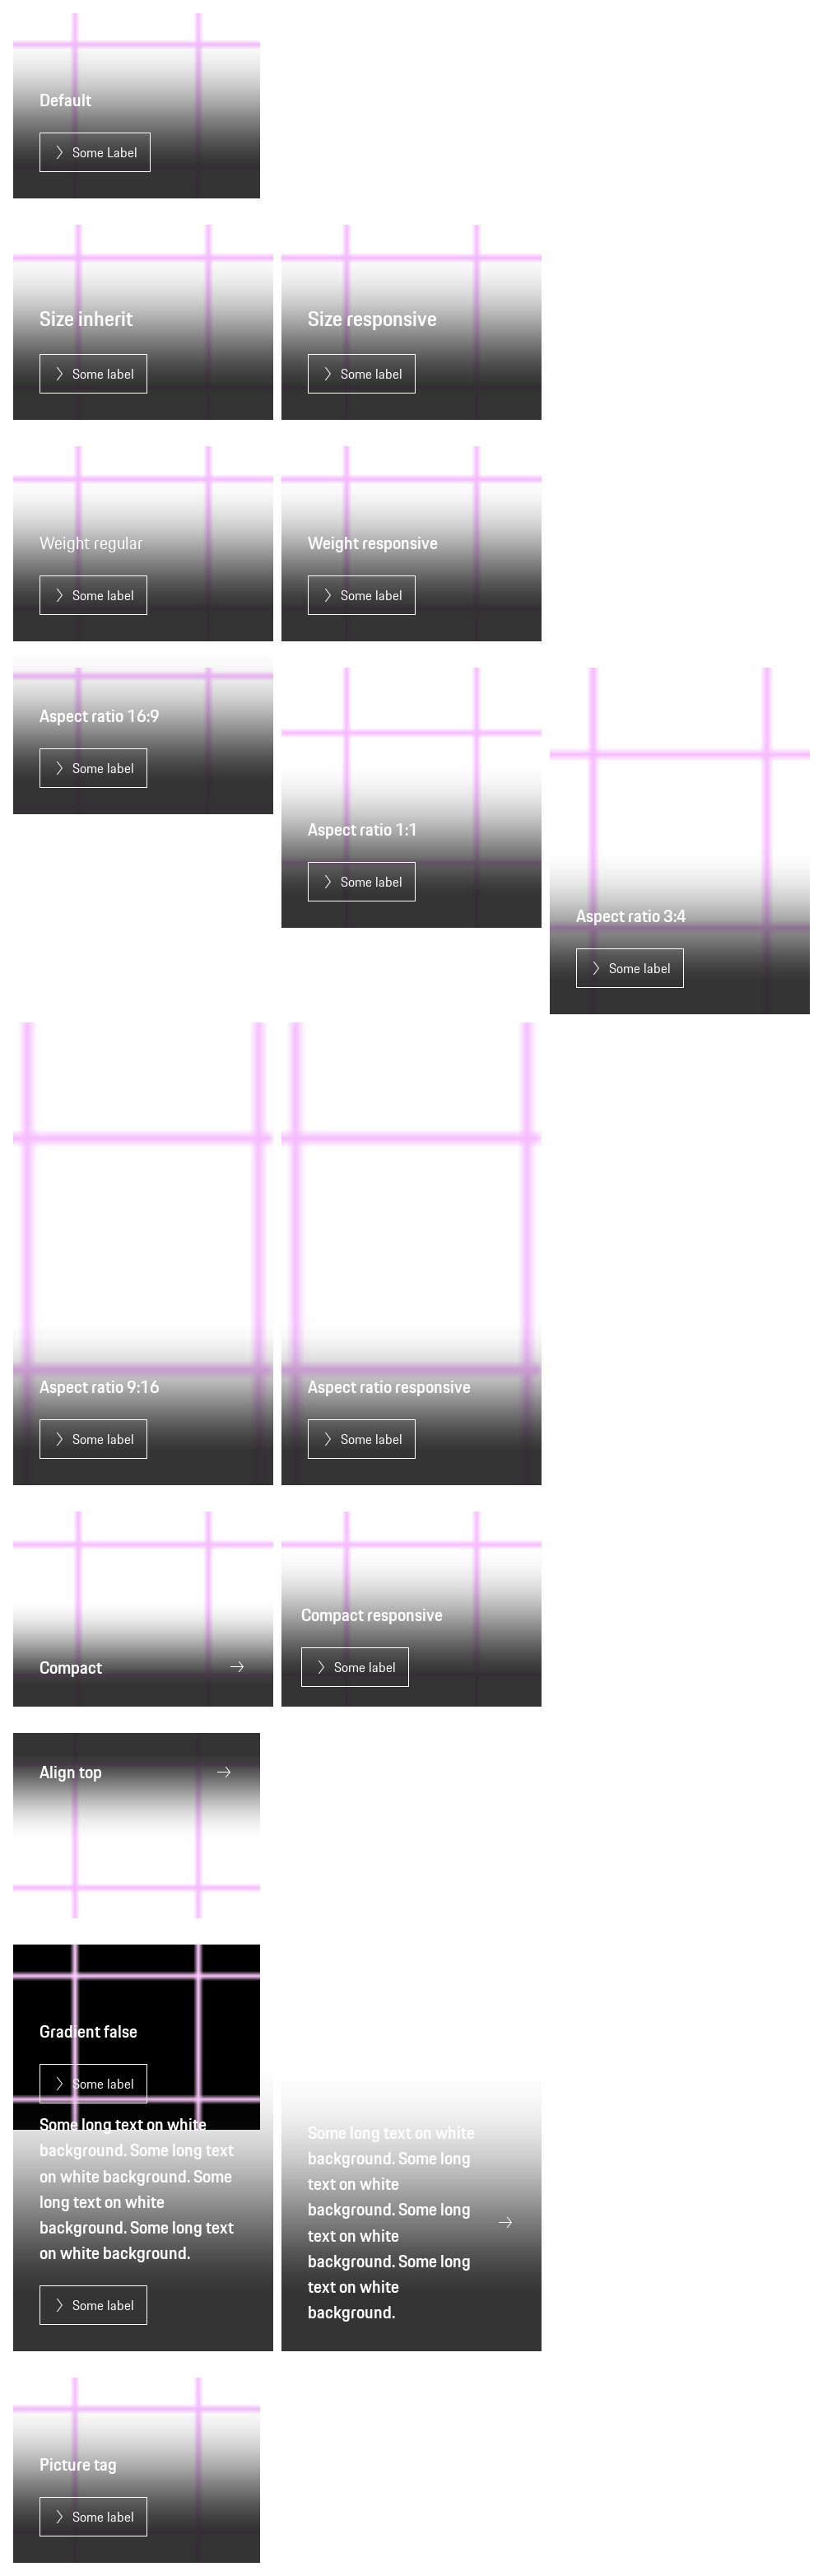 Default
Some Label
Size inherit
Some label
Size responsive
Some label
Weight regular
Some label
Weight responsive
Some label
Aspect ratio 16:9
Some label
Aspect ratio 1:1
Some label
Aspect ratio 3:4
Some label
Aspect ratio 9:16
Some label
Aspect ratio responsive
Some label
Compact
Compact responsive
Some label
Align top
Gradient false
Some label
Some long text on white
background. Some long text
on white background. Some
long text on white
background. Some long text
on white background.
Some label
Some long text on white
background. Some long
text on white
background. Some long
text on white
background. Some long
text on white
background.
Picture tag
Some label